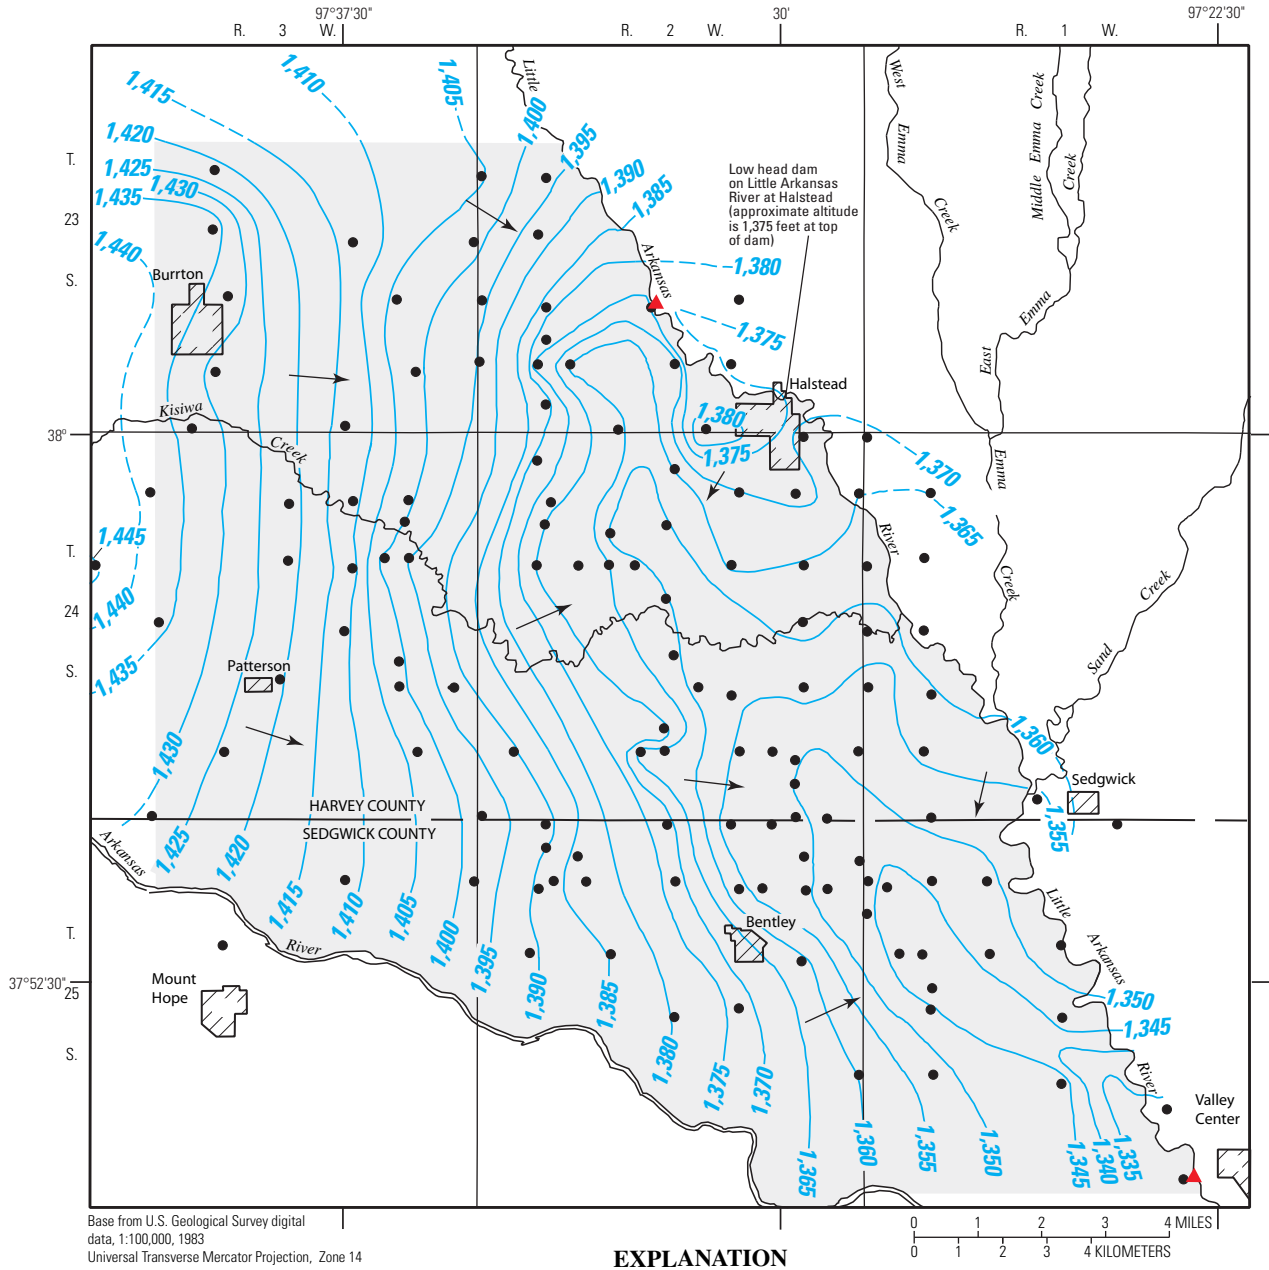 97°37'30"
30'
97°22'30"
R. 3 W.
R. 2 W.
R. 1 W.
1,415
1,410
1,405
1,400
1,395
1,390
1,385
1,420
1,425
1,430
1,435
1,440
Little
Arkansas
West
Emma
Creek
Middle Emma Creek
Creek
Emma
East
T.
23
S.
Low head dam
on Little Arkansas
River at Halstead
(approximate altitude
is 1,375 feet at top
of dam)
1,380
1,375
Burrton
Halstead
Kisiwa
Creek
38°
1,380
1,375
1,370
1,365
Emma
Creek
River
Sand
Creek
1,445
1,440
1,435
T.
24
S.
Patterson
1,430
1,360
Sedgwick
1,355
HARVEY COUNTY
SEDGWICK COUNTY
Arkansas
River
1,425
1,420
1,415
1,410
1,405
1,400
1,395
1,390
1,385
1,380
1,375
1,370
1,365
1,360
1,355
1,350
1,345
1,340
1,335
Bentley
Little
Arkansas
River
1,350
1,345
T.
37°52'30"
25
S.
Mount
Hope
Valley
Center
Base from U.S. Geological Survey digital
data, 1:100,000, 1983
Universal Transverse Mercator Projection, Zone 14
EXPLANATION
0 1 2 3 4 MILES
0 1 2 3 4 KILOMETERS